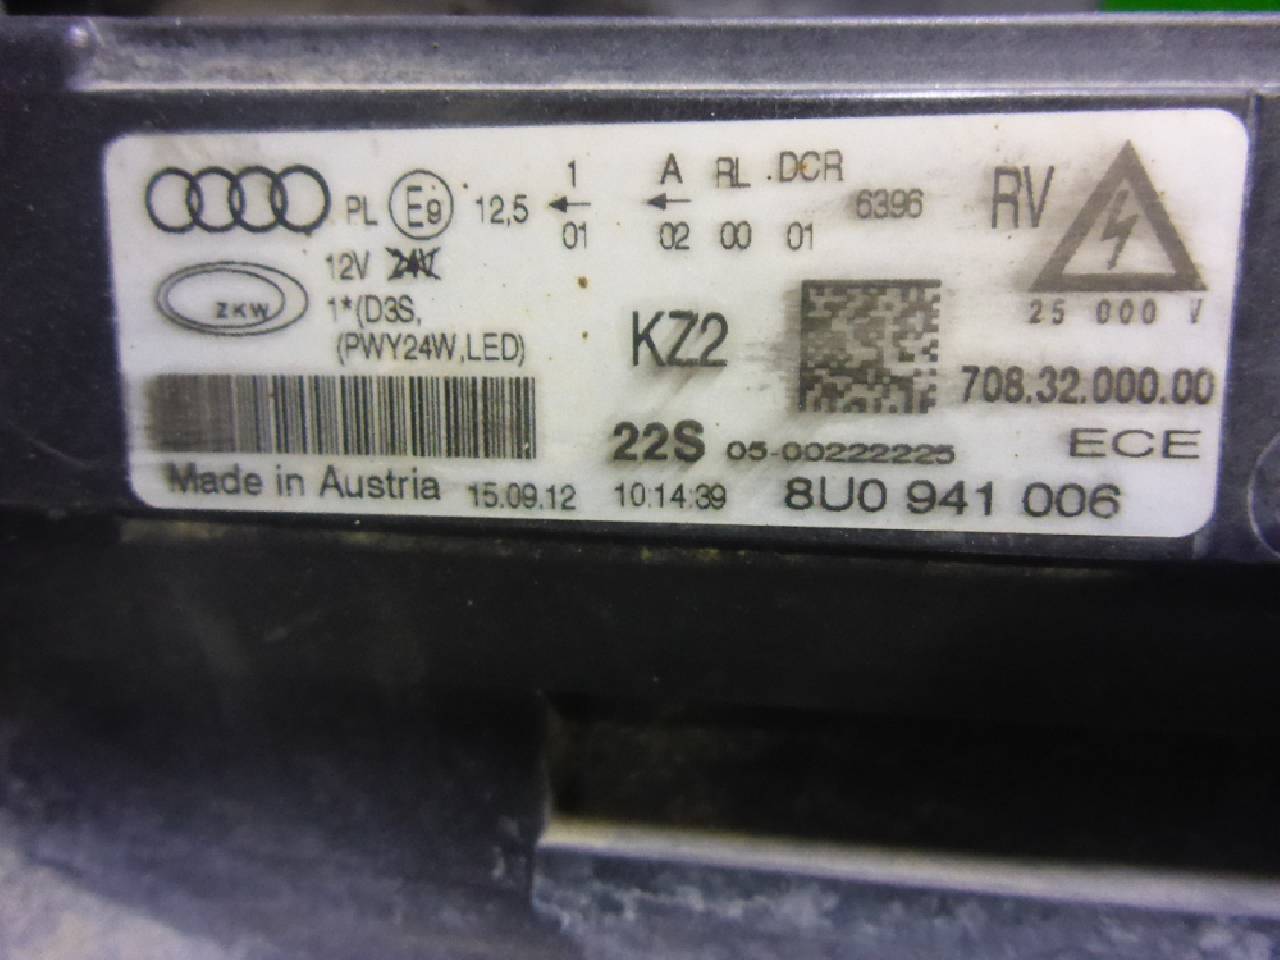 1 A RL DCR
PL E9 12,5 ← ← 6396 RV
01 02 00 01
12V 24V
ZKW 1*(D3S,
(PWY24W,LED)
25 000 V
KZ2
708.32.000.00
22S 05-00222225 ECE
Made in Austria 15.09.12 10:14:39 8U0 941 006